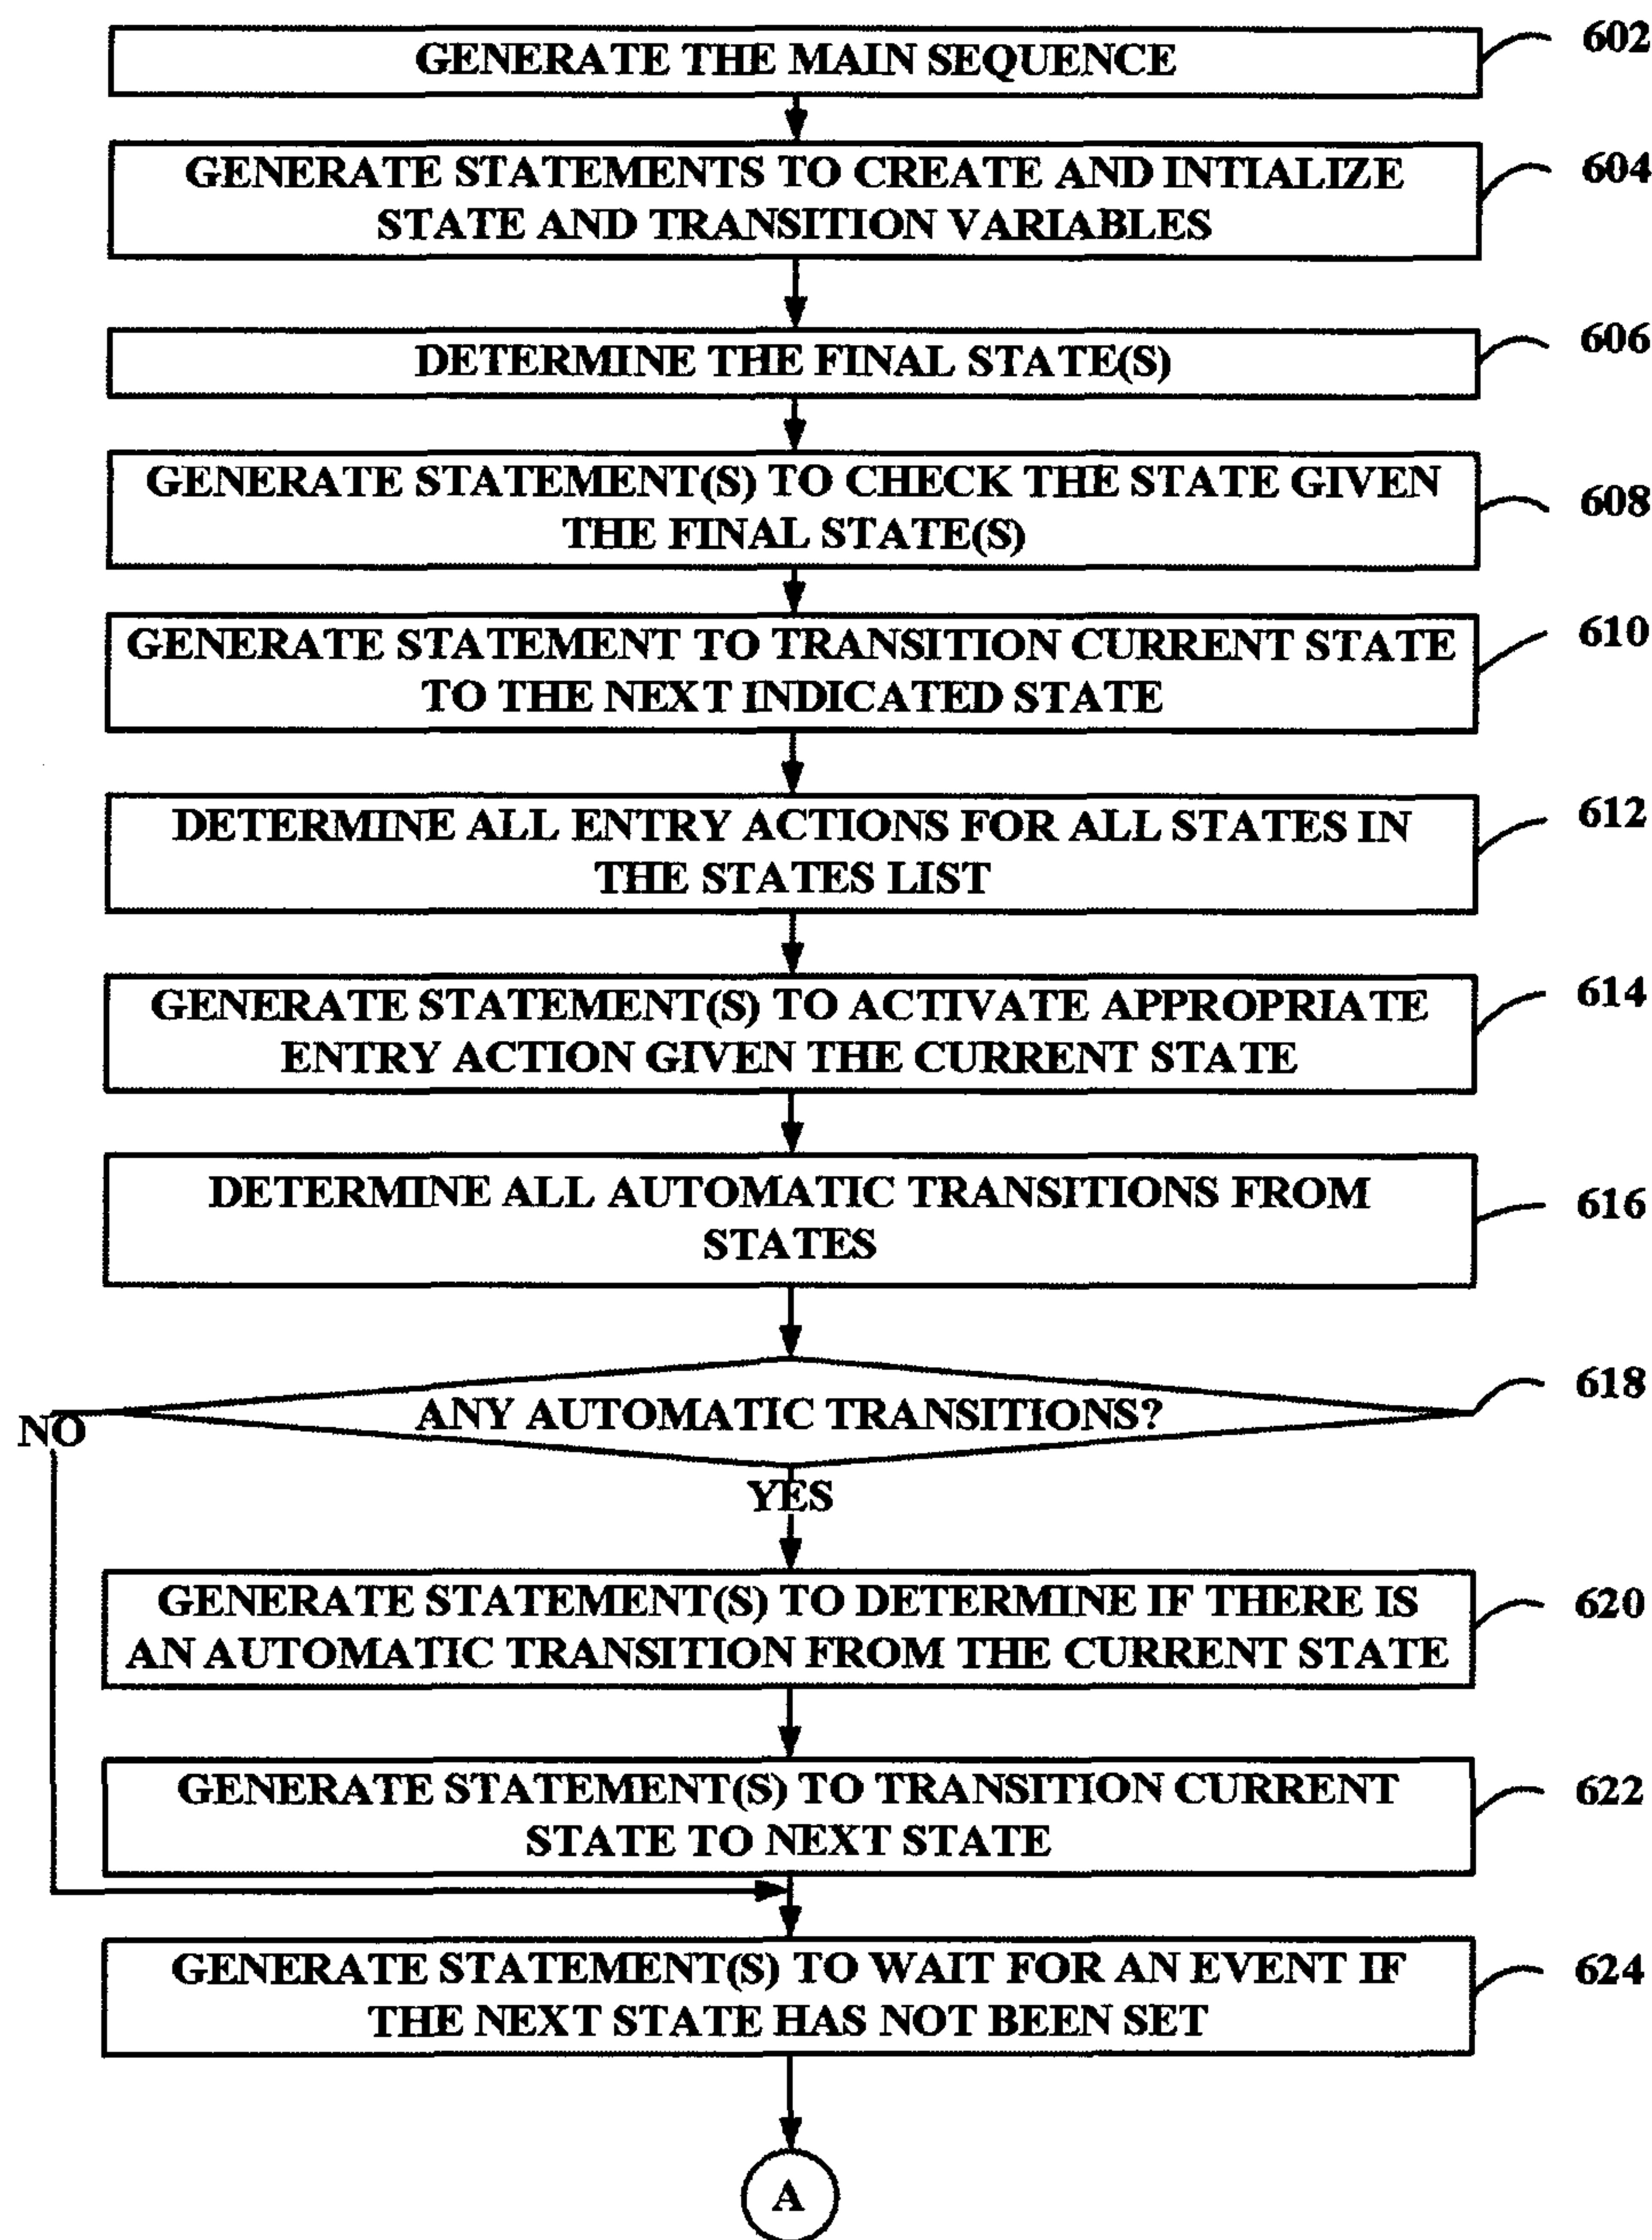 GENERATE THE MAIN SEQUENCE
602
GENERATE STATEMENTS TO CREATE AND INTIALIZE
STATE AND TRANSITION VARIABLES
604
DETERMINE THE FINAL STATE(S)
606
GENERATE STATEMENT(S) TO CHECK THE STATE GIVEN
THE FINAL STATE(S)
608
GENERATE STATEMENT TO TRANSITION CURRENT STATE
TO THE NEXT INDICATED STATE
610
DETERMINE ALL ENTRY ACTIONS FOR ALL STATES IN
THE STATES LIST
612
GENERATE STATEMENT(S) TO ACTIVATE APPROPRIATE
ENTRY ACTION GIVEN THE CURRENT STATE
614
DETERMINE ALL AUTOMATIC TRANSITIONS FROM
STATES
616
ANY AUTOMATIC TRANSITIONS?
618
NO
YES
GENERATE STATEMENT(S) TO DETERMINE IF THERE IS
AN AUTOMATIC TRANSITION FROM THE CURRENT STATE
620
GENERATE STATEMENT(S) TO TRANSITION CURRENT
STATE TO NEXT STATE
622
GENERATE STATEMENT(S) TO WAIT FOR AN EVENT IF
THE NEXT STATE HAS NOT BEEN SET
624
A